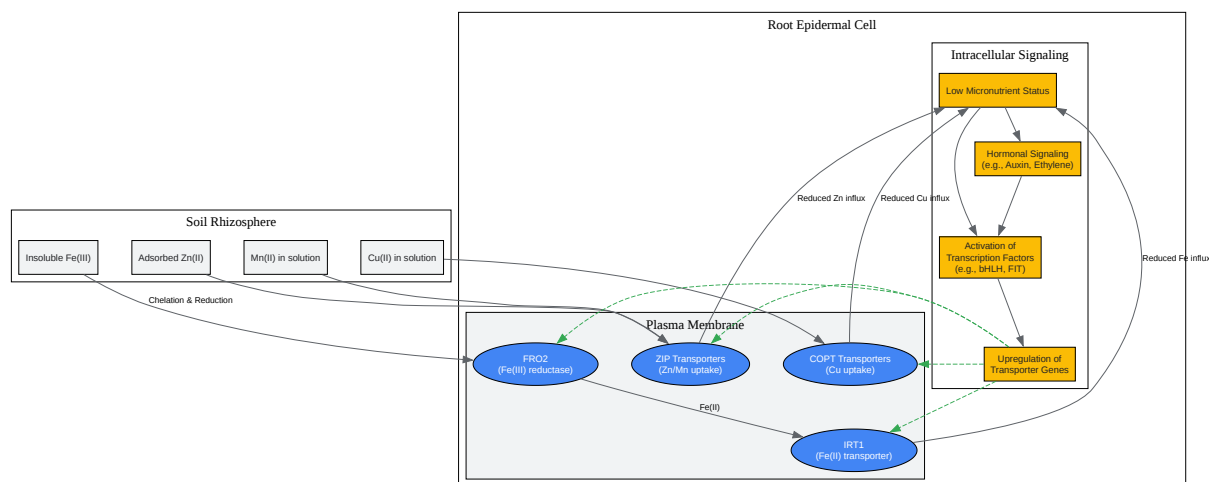 Root Epidermal Cell
Intracellular Signaling
Low Micronutrient Status
Hormonal Signaling
(e.g., Auxin, Ethylene)
Reduced Zn influx
Reduced Cu influx
Soil Rhizosphere
Insoluble Fe(III)
Adsorbed Zn(II)
Mn(II) in solution
Cu(II) in solution
Activation of
Transcription Factors
(e.g., bHLH, FIT)
Reduced Fe influx
Chelation & Reduction
Plasma Membrane
FRO2
(Fe(III) reductase)
ZIP Transporters
(Zn/Mn uptake)
COPT Transporters
(Cu uptake)
Upregulation of
Transporter Genes
Fe(II)
IRT1
(Fe(II) transporter)